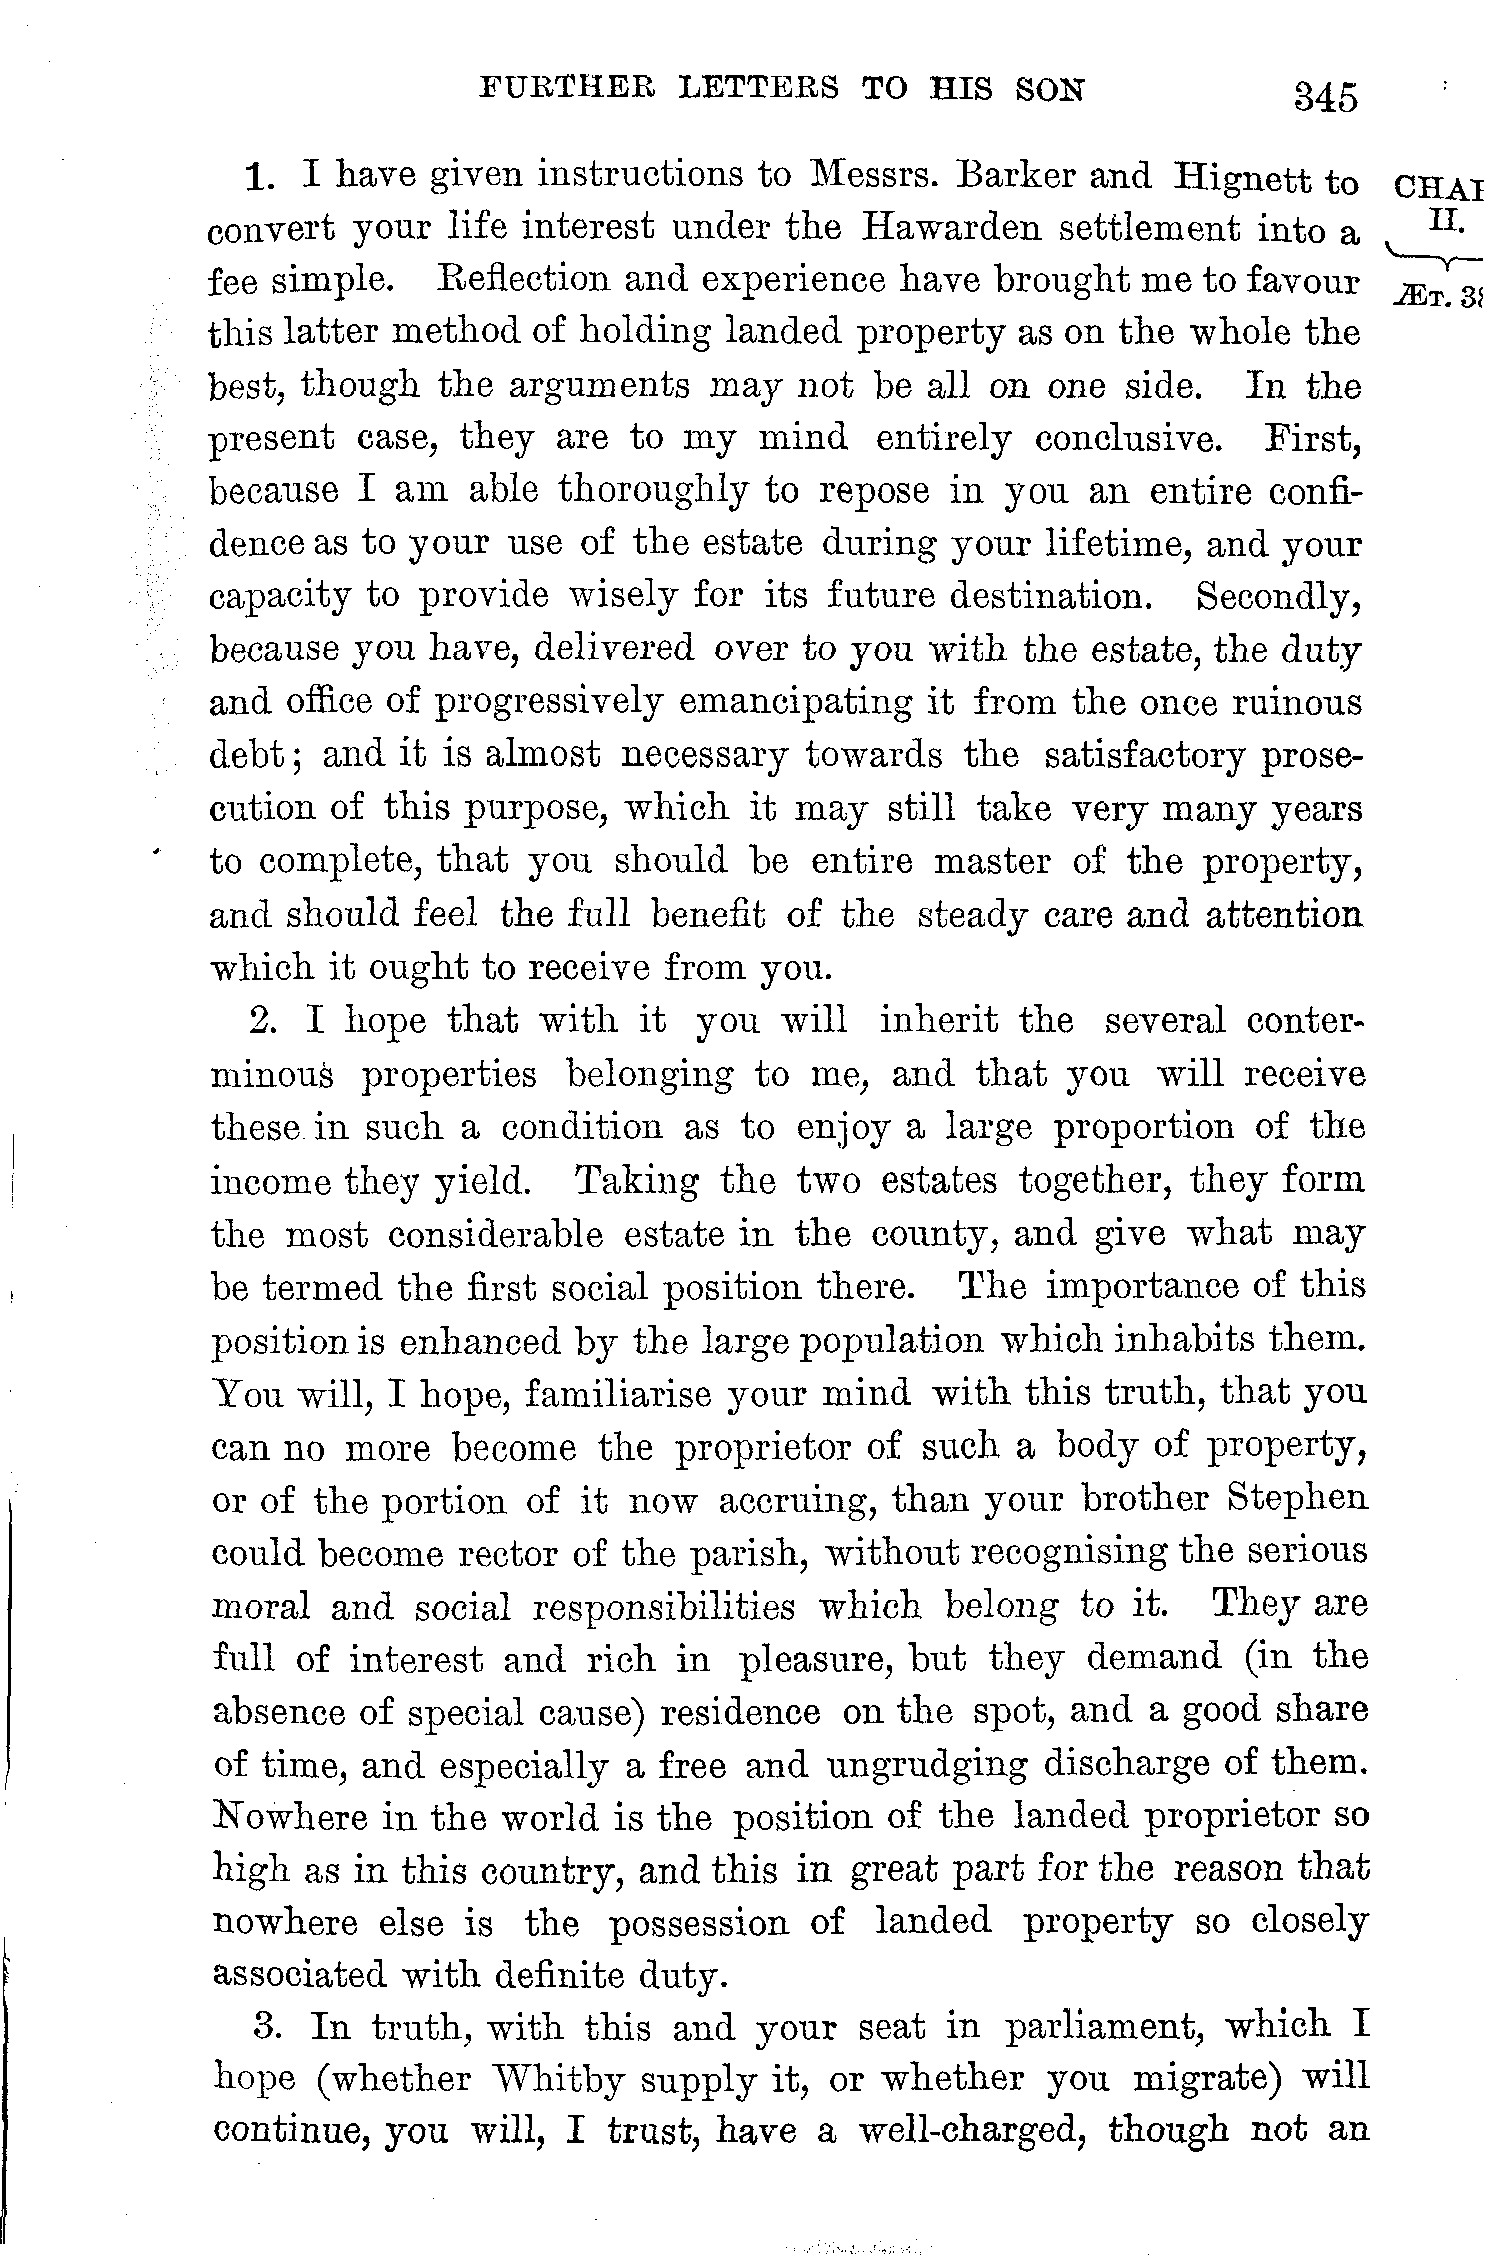 FURTHER LETTERS TO HIS SON 345
1. I have given instructions to Messrs. Barker and Hignett to
convert your life interest under the Hawarden settlement into a
fee simple. Reflection and experience have brought me to favour
this latter method of holding landed property as on the whole the
best, though the arguments may not be all on one side. In the
present case, they are to my mind entirely conclusive. First,
because I am able thoroughly to repose in you an entire confi-
dence as to your use of the estate during your lifetime, and your
capacity to provide wisely for its future destination. Secondly,
because you have, delivered over to you with the estate, the duty
and office of progressively emancipating it from the once ruinous
debt; and it is almost necessary towards the satisfactory prose-
cution of this purpose, which it may still take very many years
to complete, that you should be entire master of the property,
and should feel the full benefit of the steady care and attention
which it ought to receive from you.
2. I hope that with it you will inherit the several conter-
minous properties belonging to me, and that you will receive
these in such a condition as to enjoy a large proportion of the
income they yield. Taking the two estates together, they form
the most considerable estate in the county, and give what may
be termed the first social position there. The importance of this
position is enhanced by the large population which inhabits them.
You will, I hope, familiarise your mind with this truth, that you
can no more become the proprietor of such a body of property,
or of the portion of it now accruing, than your brother Stephen
could become rector of the parish, without recognising the serious
moral and social responsibilities which belong to it. They are
full of interest and rich in pleasure, but they demand (in the
absence of special cause) residence on the spot, and a good share
of time, and especially a free and ungrudging discharge of them.
Nowhere in the world is the position of the landed proprietor so
high as in this country, and this in great part for the reason that
nowhere else is the possession of landed property so closely
associated with definite duty.
3. In truth, with this and your seat in parliament, which I
hope (whether Whitby supply it, or whether you migrate) will
continue, you will, I trust, have a well-charged, though not an
II.
ÆT.